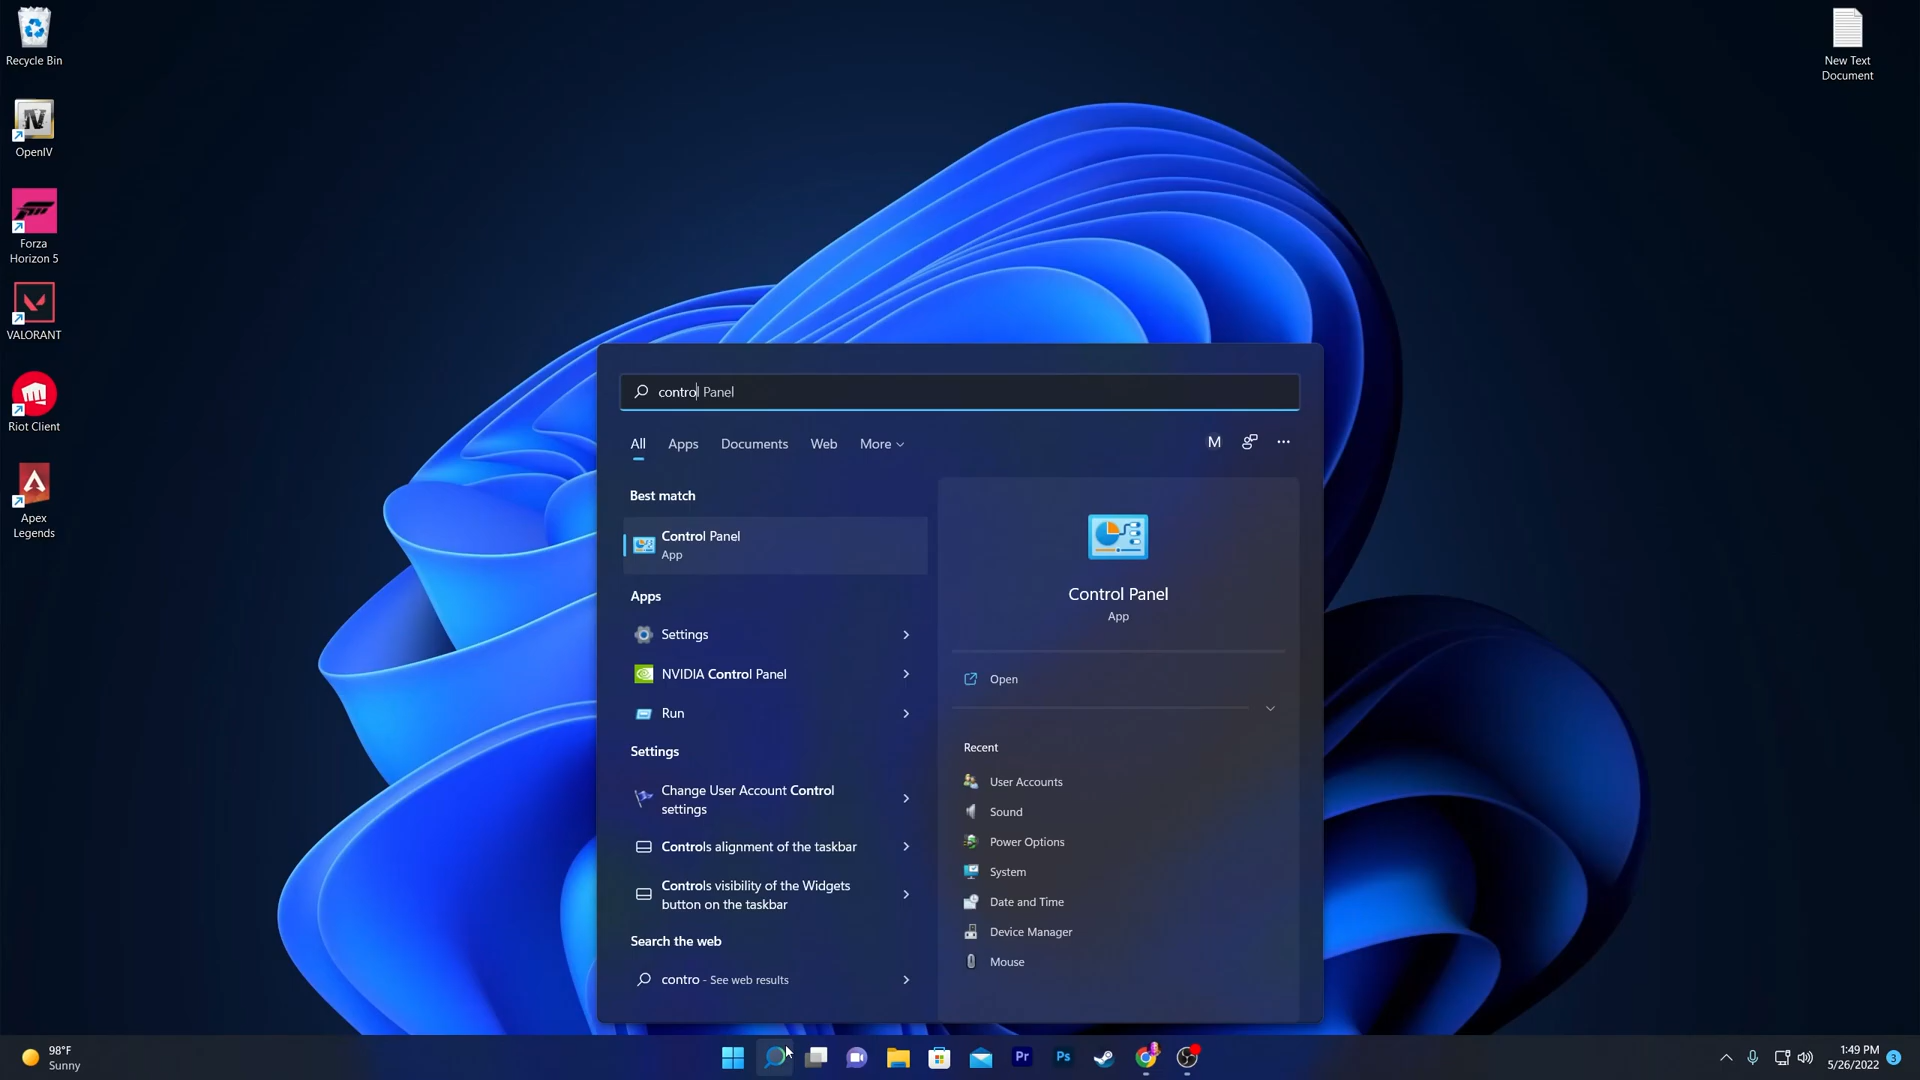 Recycle Bin
OpenIV
Forza
Horizon 5
VALORANT
Riot Client
Apex
Legends
New Text
Document
control Panel
All Apps Documents Web More
M
Best match
Control Panel
App
Apps
Settings
NVIDIA Control Panel
Run
Settings
Change User Account Control
settings
Controls alignment of the taskbar
Controls visibility of the Widgets
button on the taskbar
Search the web
contro - See web results
Control Panel
App
Open
Recent
User Accounts
Sound
Power Options
System
Date and Time
Device Manager
Mouse
98°F
Sunny
Pr
Ps
1:49 PM
5/26/2022
3